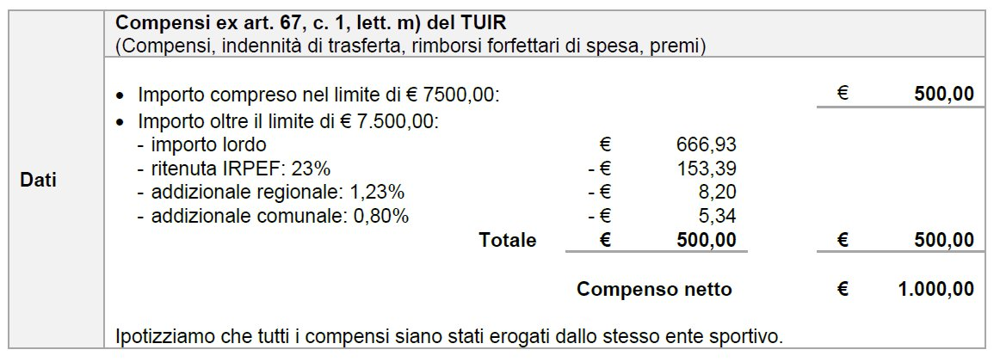 Compensi ex art. 67, c. 1, lett. m) del TUIR
(Compensi, indennità di trasferta, rimborsi forfettari di spesa, premi)
Dati
• Importo compreso nel limite di € 7500,00: € 500,00
• Importo oltre il limite di € 7.500,00:
- importo lordo € 666,93
- ritenuta IRPEF: 23% - € 153,39
- addizionale regionale: 1,23% - € 8,20
- addizionale comunale: 0,80% - € 5,34
Totale € 500,00 € 500,00
Compenso netto € 1.000,00
Ipotizziamo che tutti i compensi siano stati erogati dallo stesso ente sportivo.